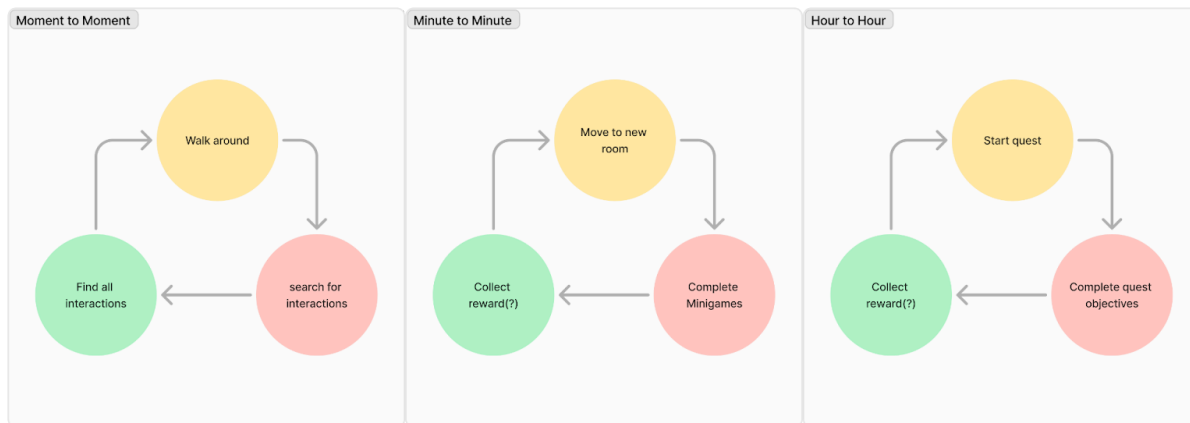 Moment to Moment
Walk around
search for
interactions
Find all
interactions
Minute to Minute
Move to new
room
Complete
Minigames
Collect
reward(?)
Hour to Hour
Start quest
Complete quest
objectives
Collect
reward(?)